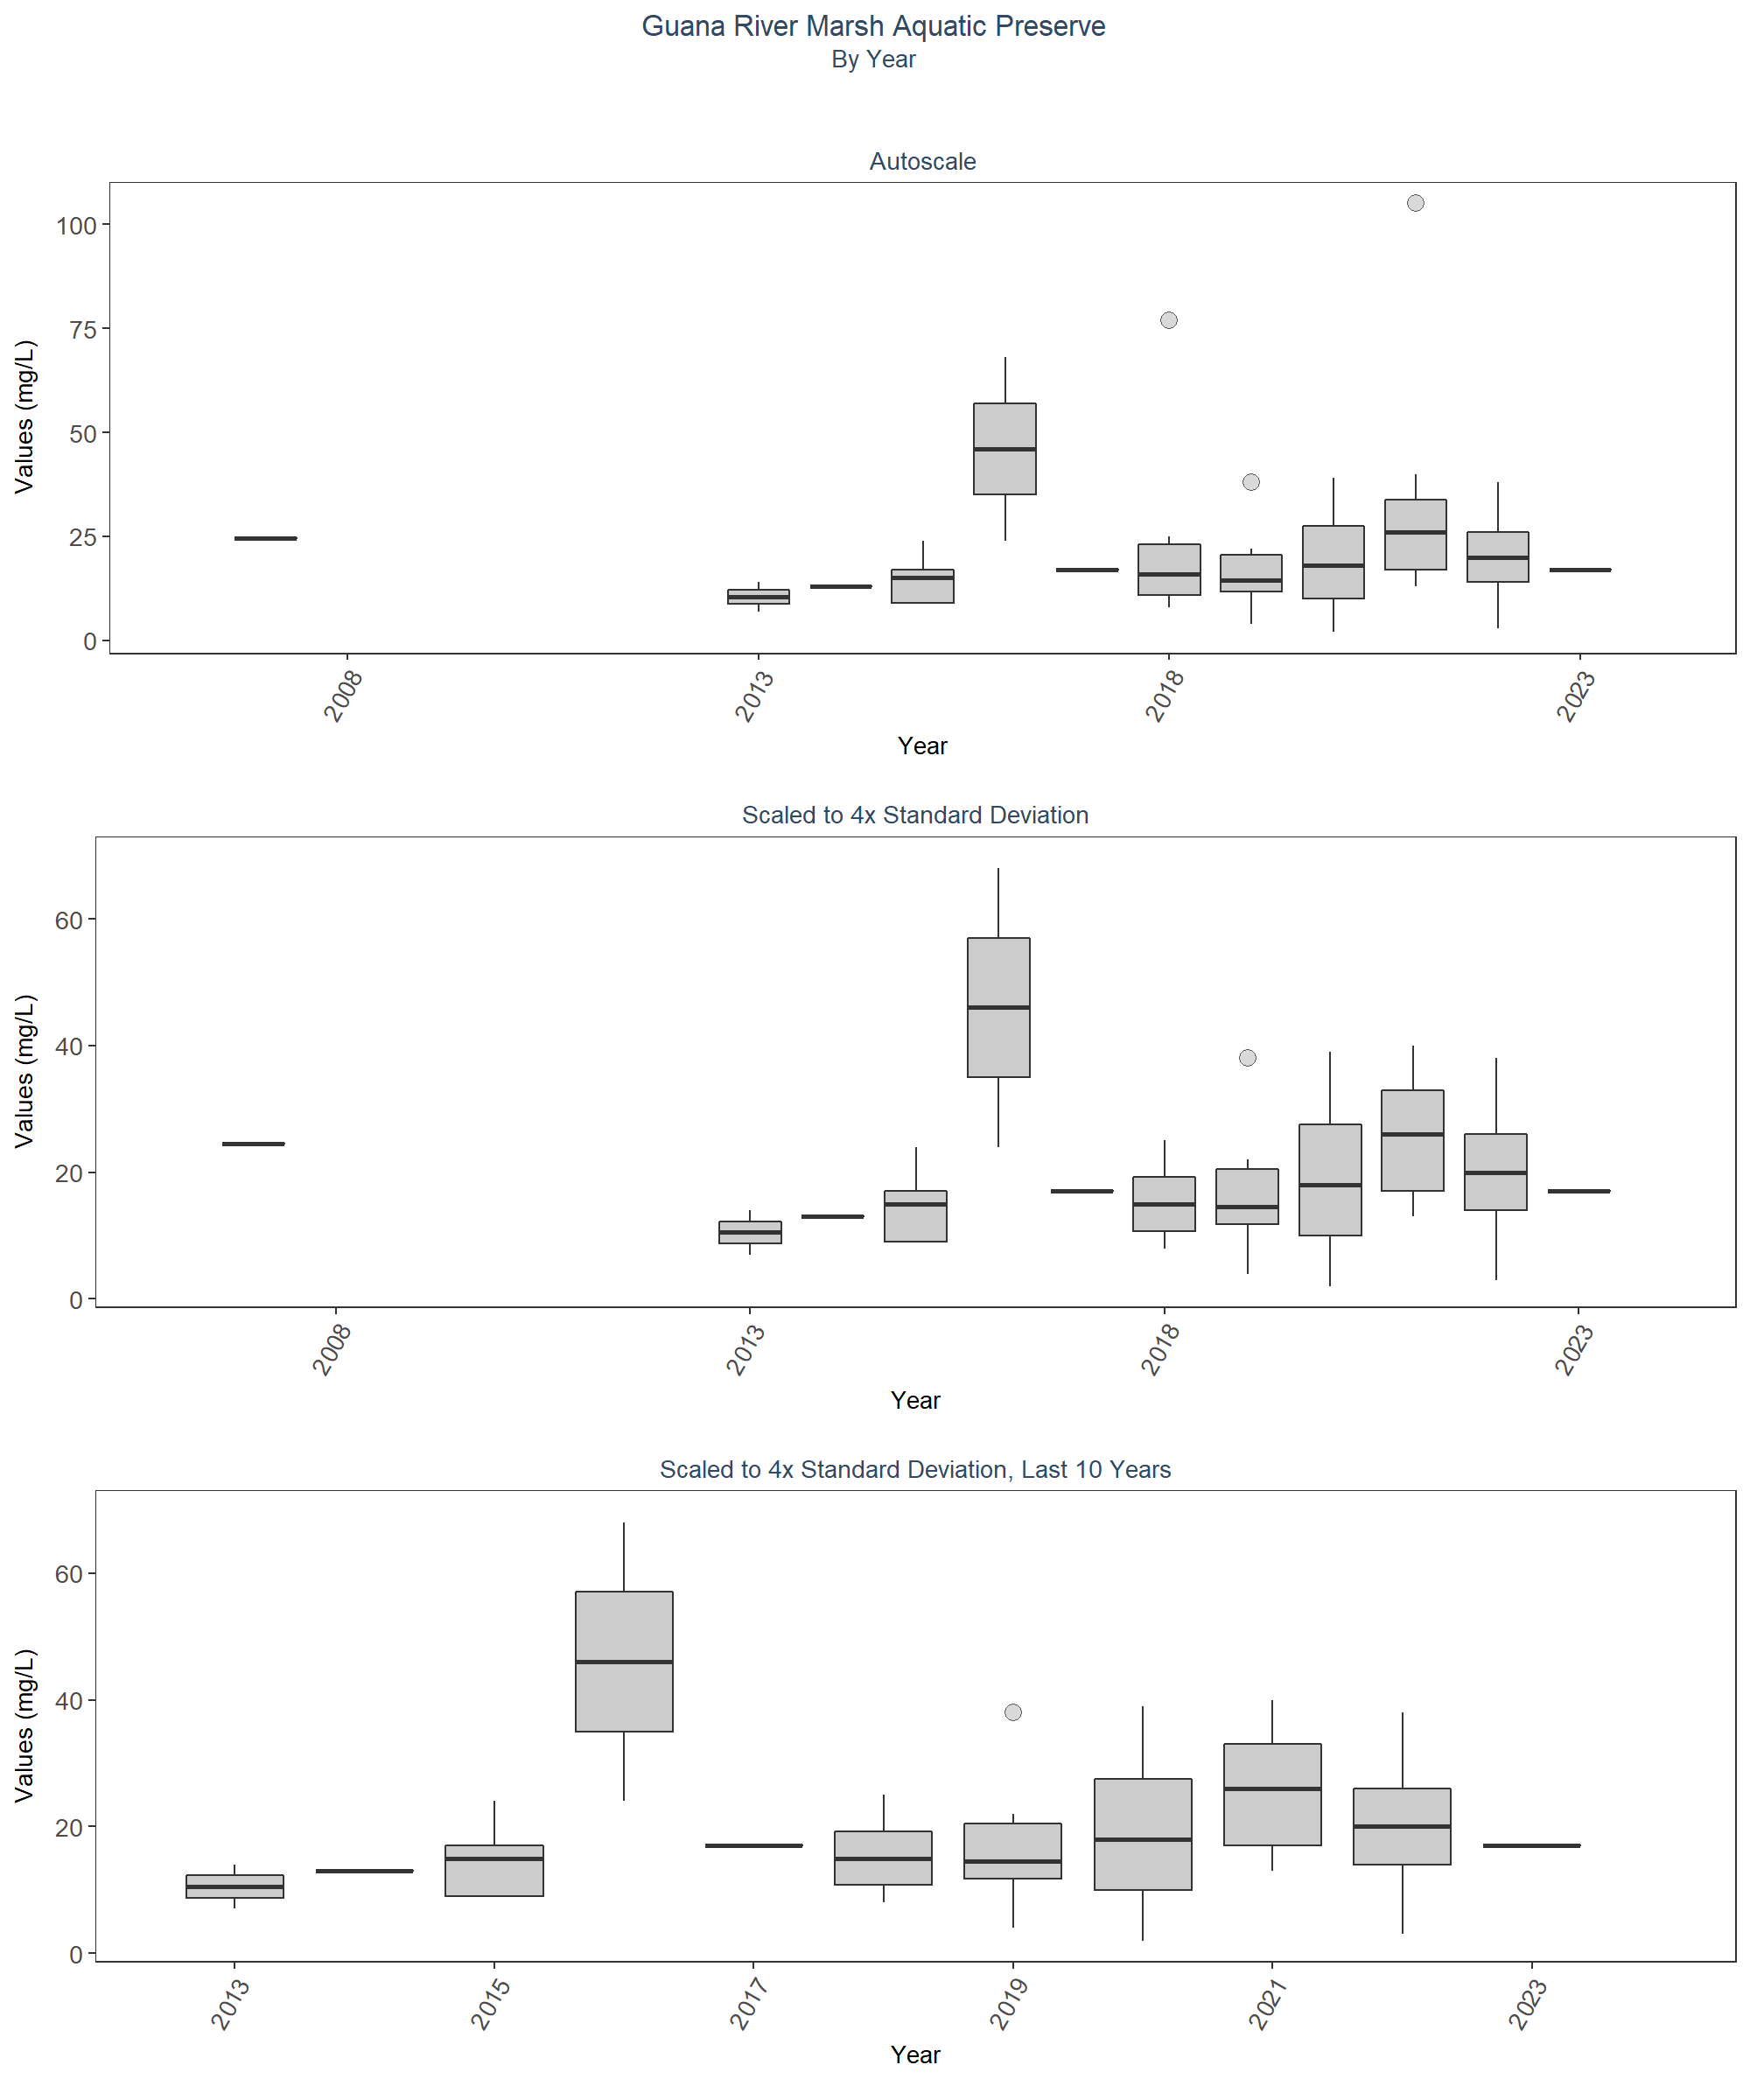 Guana River Marsh Aquatic Preserve
By Year
Autoscale
Values (mg/L)
100
75
50
25
0
2008
2013
2018
2023
Year
Scaled to 4x Standard Deviation
Values (mg/L)
60
40
20
0
2008
2013
2018
2023
Year
Scaled to 4x Standard Deviation, Last 10 Years
Values (mg/L)
60
40
20
0
2013
2015
2017
2019
2021
2023
Year